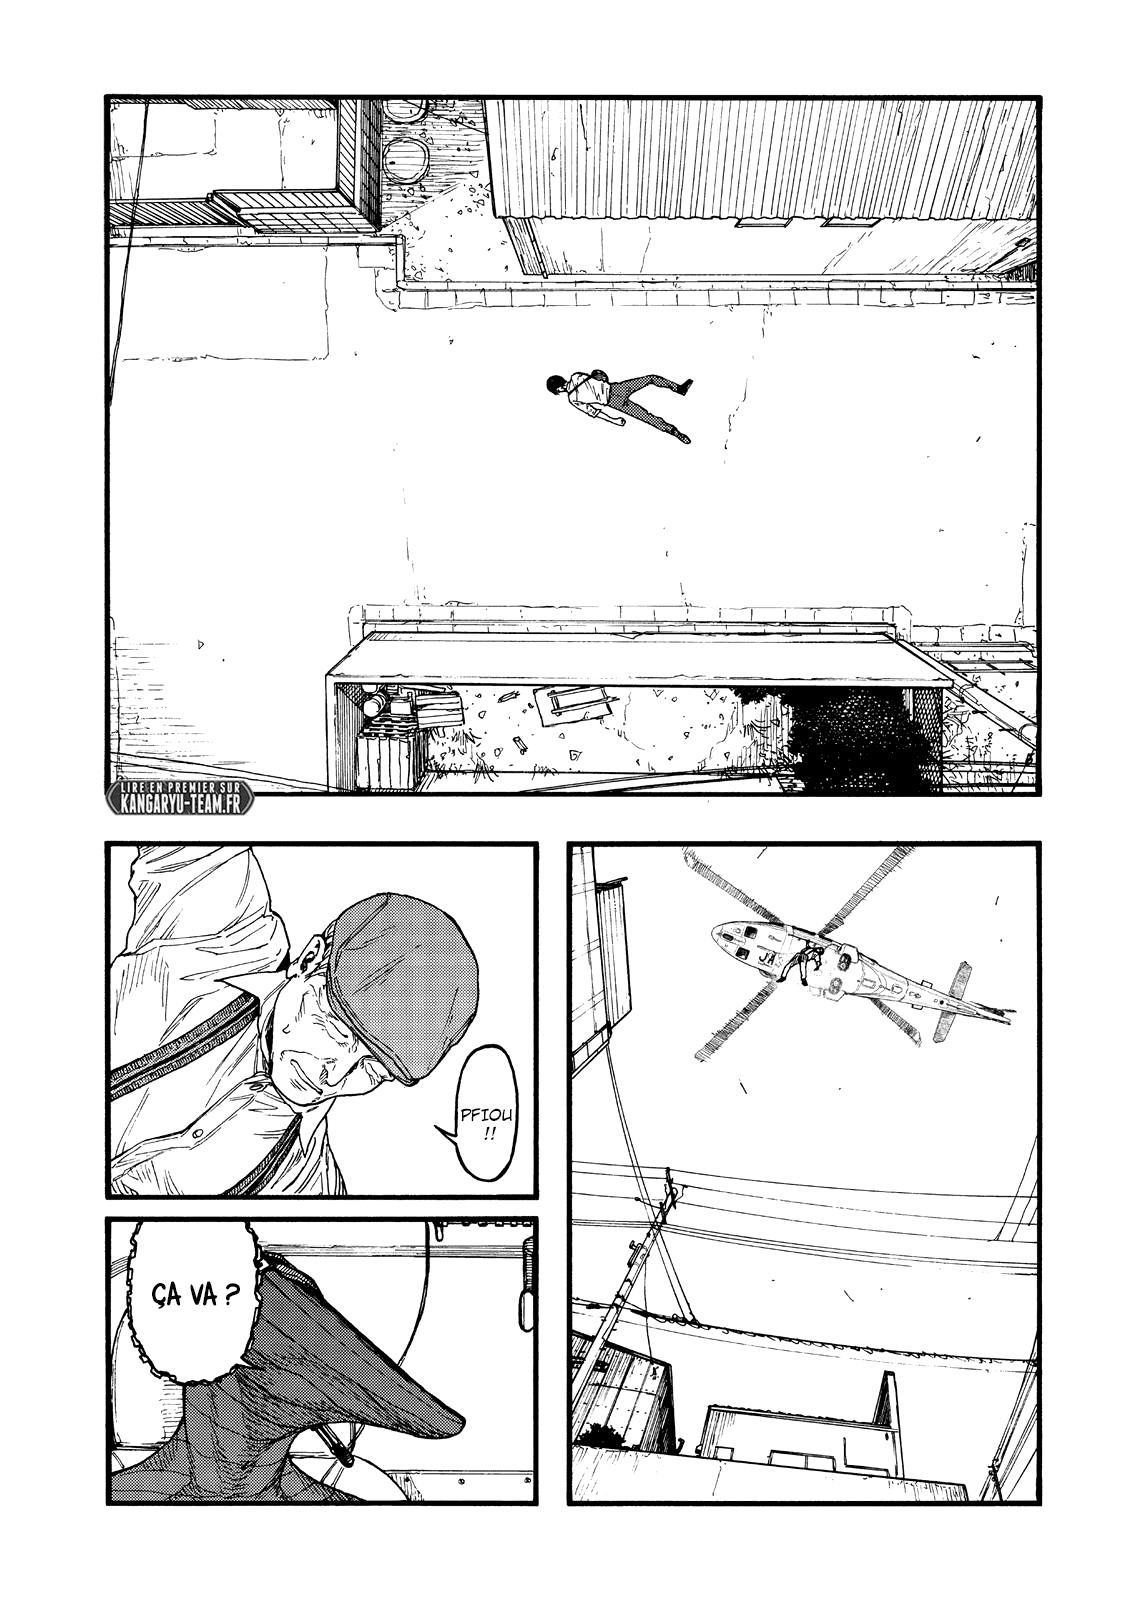 LIRE EN PREMIER SUR
KANGARYU-TEAM.FR
JA
PFIOU
!!
ÇA VA ?